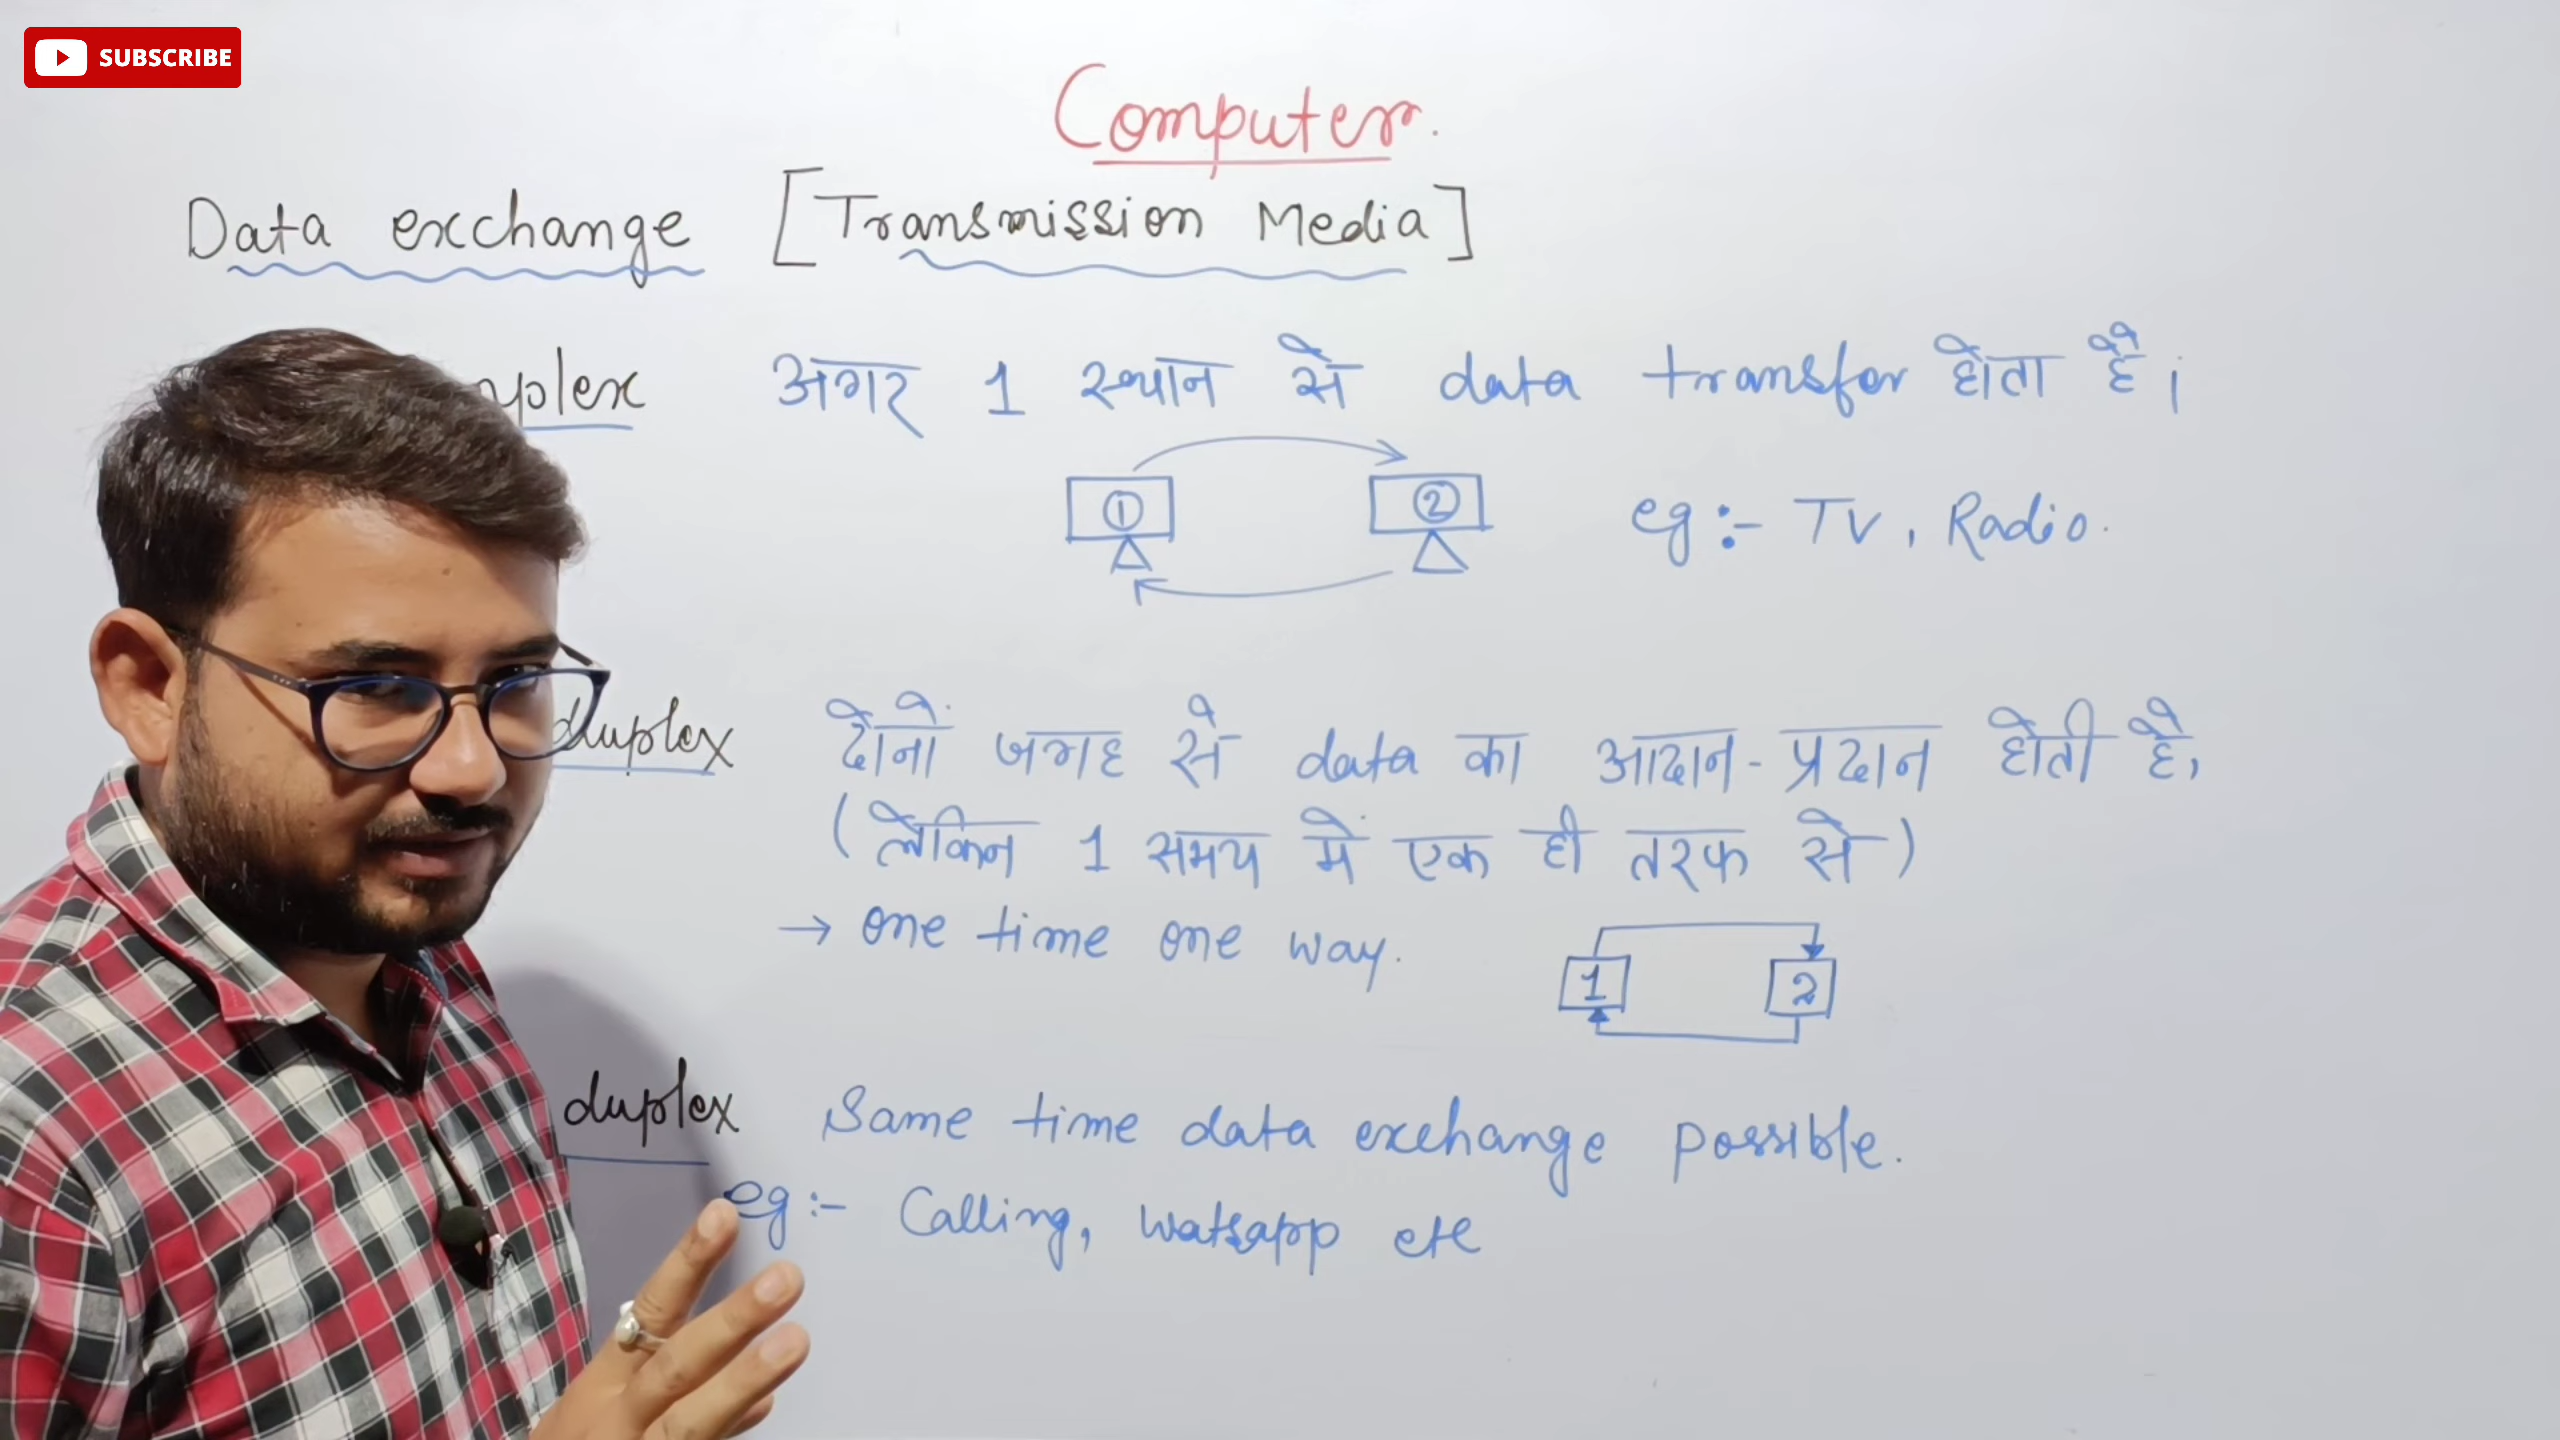 SUBSCRIBE
Computer.
Data exchange [Transmission Media]
अगर 1 स्थान से data transfer होता है।
1 2
eg :- TV, Radio.
duplex दोनों जगह से data का आदान-प्रदान होती है,
(लेकिन 1 समय में एक ही तरफ से)
→ one time one way.
1 2
duplex Same time data exchange possible.
eg :- Calling, watsapp etc